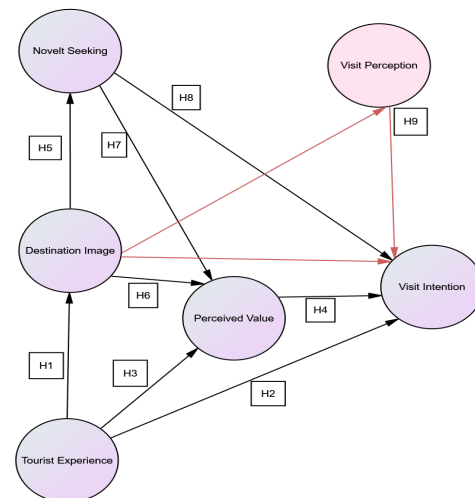 Novelt Seeking
Visit Perception
H8
H9
H7
H5
Destination Image
H6
Visit Intention
Perceived Value
H4
H1
H3
H2
Tourist Experience